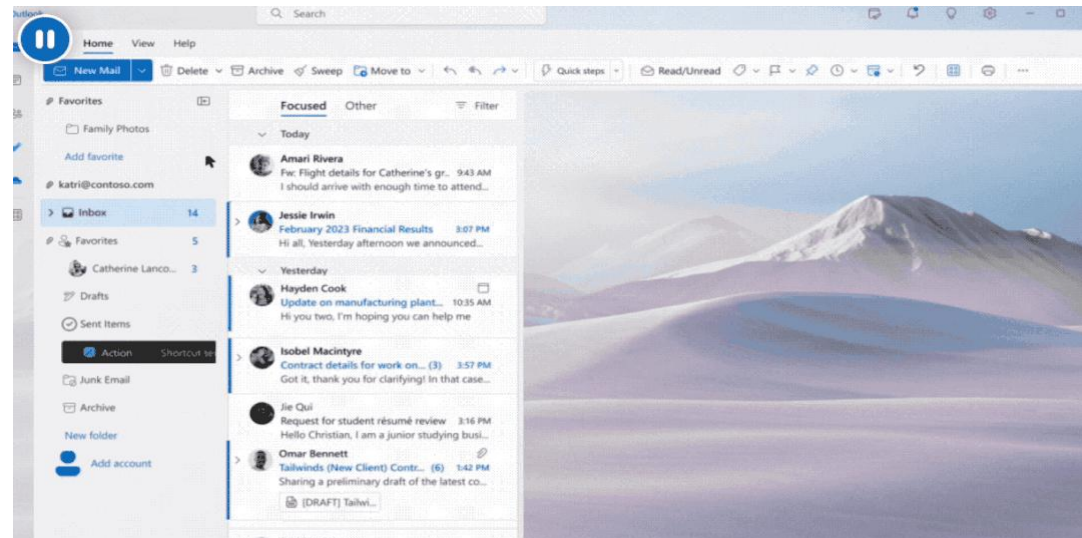 Outlook
Search
Home View Help
New Mail Delete Archive Sweep Move to Quick steps Read/Unread
Favorites
Family Photos
Add favorite
katri@contoso.com
Inbox 14
Favorites 5
Catherine Lanco... 3
Drafts
Sent Items
Action Shortcut
Junk Email
Archive
New folder
Add account
Focused Other Filter
Today
Amari Rivera
Fw: Flight details for Catherine's gr.. 9:43 AM
I should arrive with enough time to attend...
Jessie Irwin
February 2023 Financial Results 3:07 PM
Hi all, Yesterday afternoon we announced...
Yesterday
Hayden Cook
Update on manufacturing plant... 10:35 AM
Hi you two, I'm hoping you can help me
Isobel Macintyre
Contract details for work on... (3) 3:57 PM
Got it, thank you for clarifying! In that case...
Jie Qui
Request for student résumé review 3:16 PM
Hello Christian, I am a junior studying busi...
Omar Bennett
Tailwinds (New Client) Contr... (6) 1:42 PM
Sharing a preliminary draft of the latest co...
[DRAFT] Tailwi...